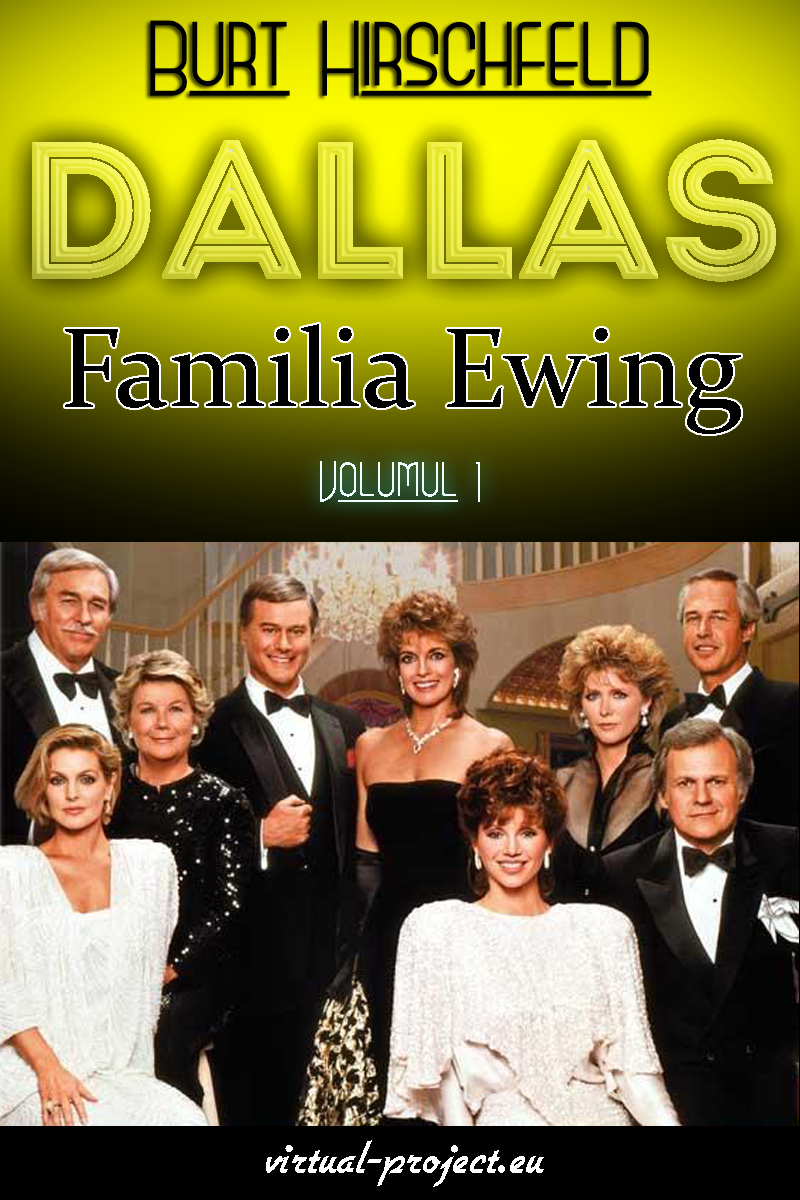 Burt Hirschfeld
DALLAS
Familia Ewing
Volumul 1
virtual-project.eu